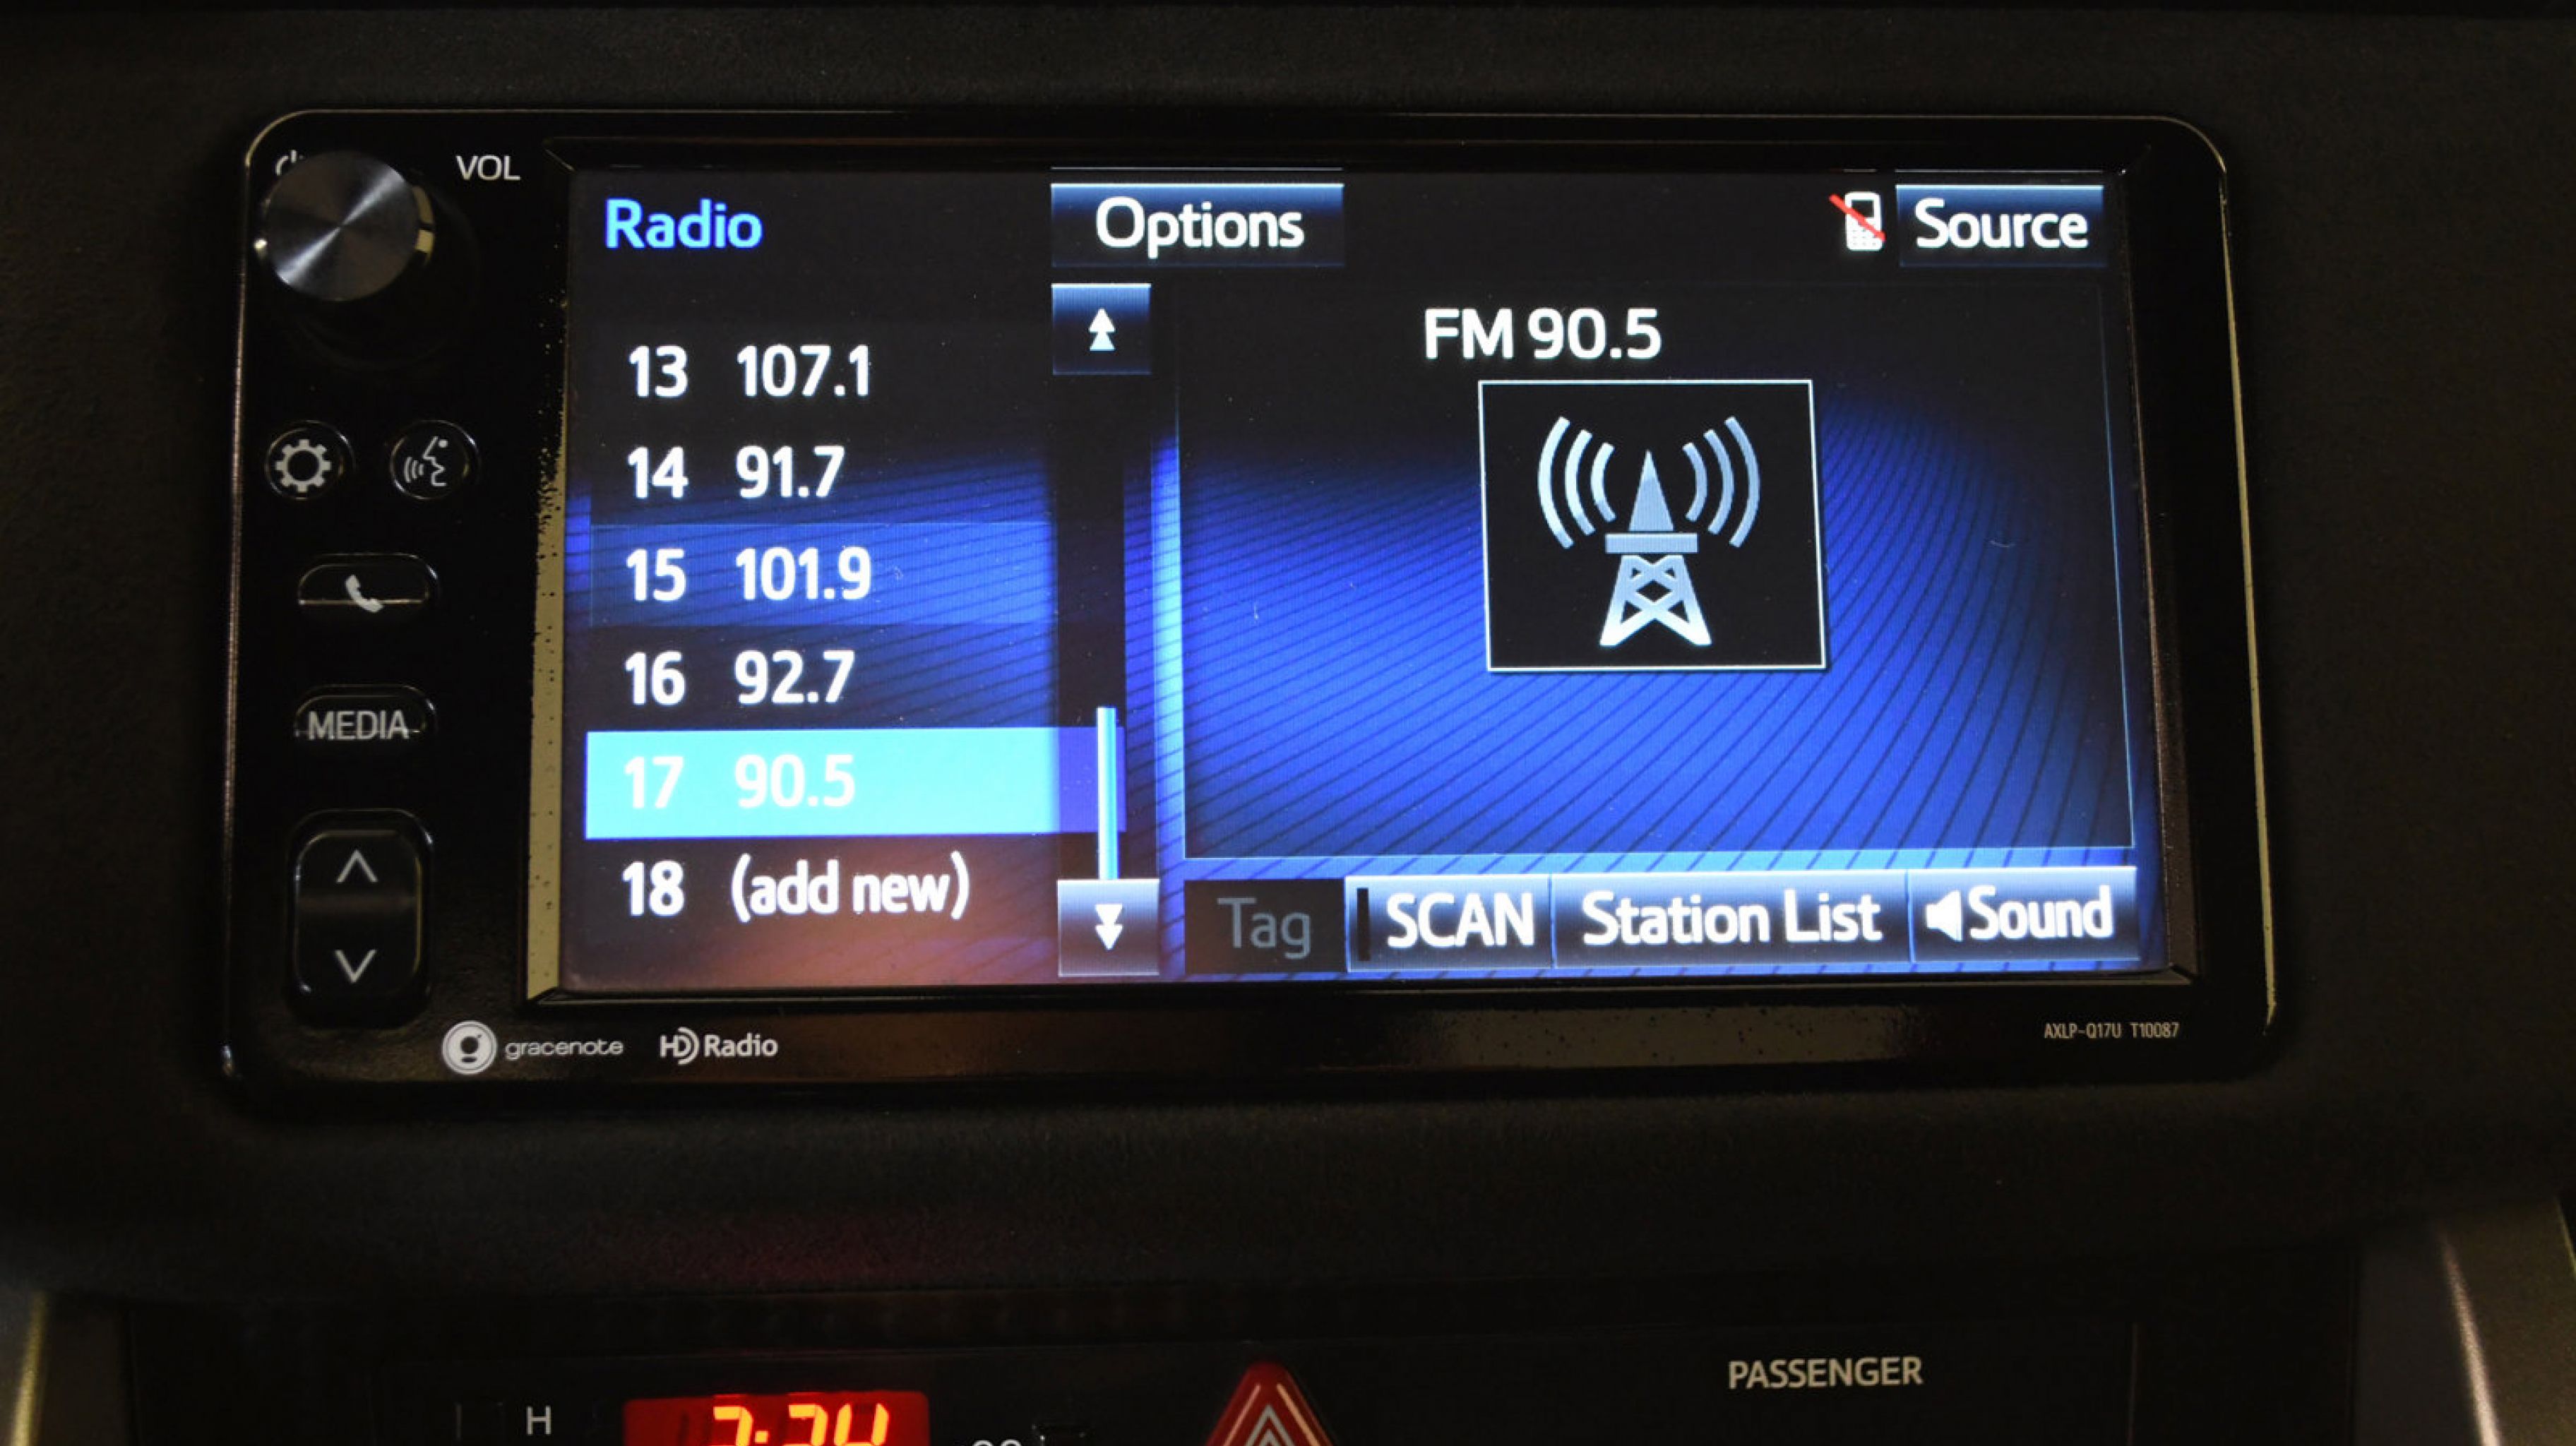 VOL
Radio
Options
Source
FM 90.5
13 107.1
14 91.7
15 101.9
16 92.7
17 90.5
18 (add new)
Tag
SCAN
Station List
Sound
MEDIA
gracenote
HD Radio
AXLP-Q17U T10087
PASSENGER
H